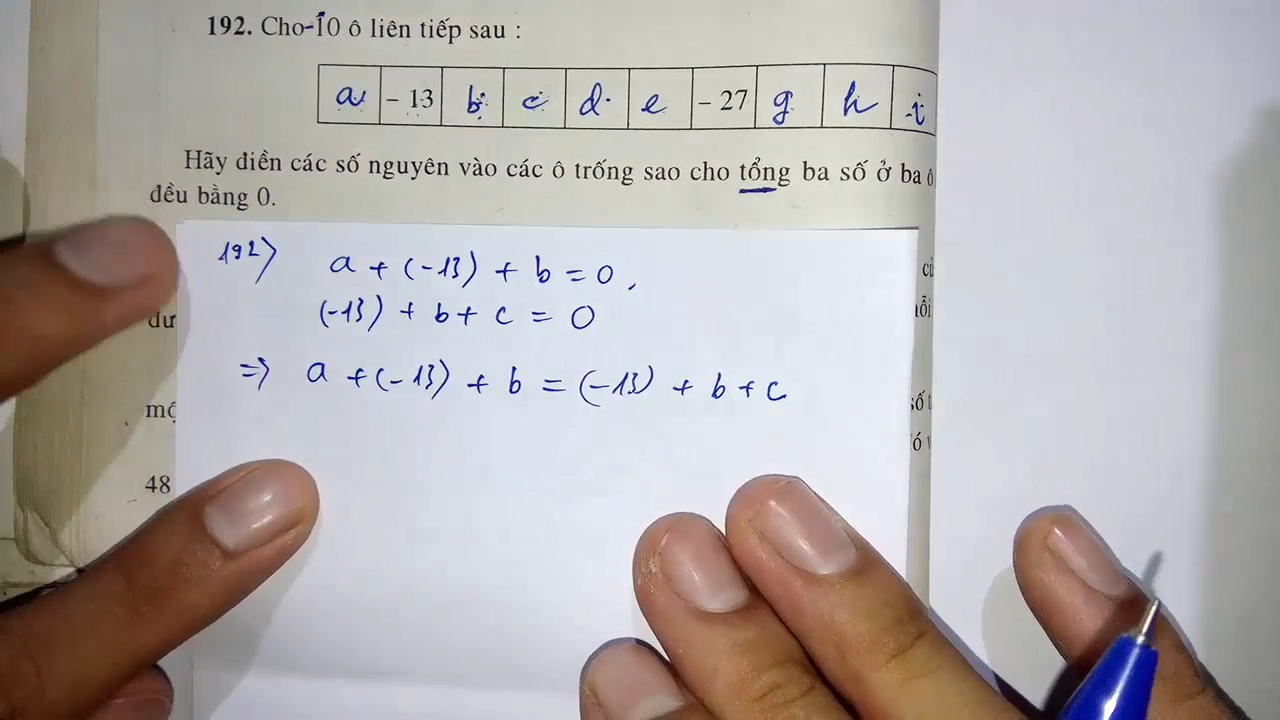 192. Cho 10 ô liên tiếp sau :
a - 13 b c d e - 27 g h i
Hãy điền các số nguyên vào các ô trống sao cho tổng ba số ở ba ô
đều bằng 0.
192) a + (-13) + b = 0,
(-13) + b + c = 0
=> a + (-13) + b = (-13) + b + c
48